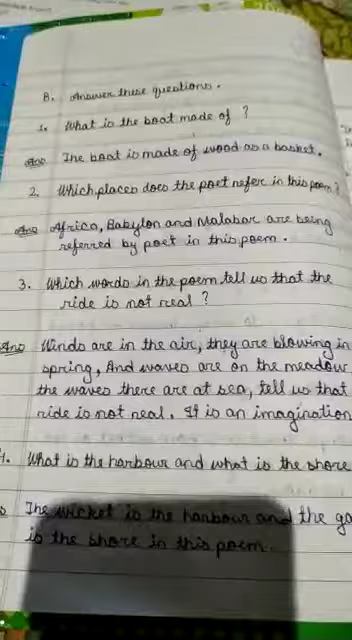 B. Answer these questions.
1. What is the boat made of ?
Ans The boat is made of wood as a basket.
2. Which places does the poet refer in this poem?
Ans Africa, Babylon and Malabar are being
referred by poet in this poem.
3. Which words in the poem tell us that the
ride is not real ?
Ans Winds are in the air, they are blowing in
spring, And waves are on the meadow
the waves there are at sea, tell us that
ride is not real. It is an imagination
4. What is the harbour and what is the shore
The wicket is the harbour and the ga
is the shore in this poem.